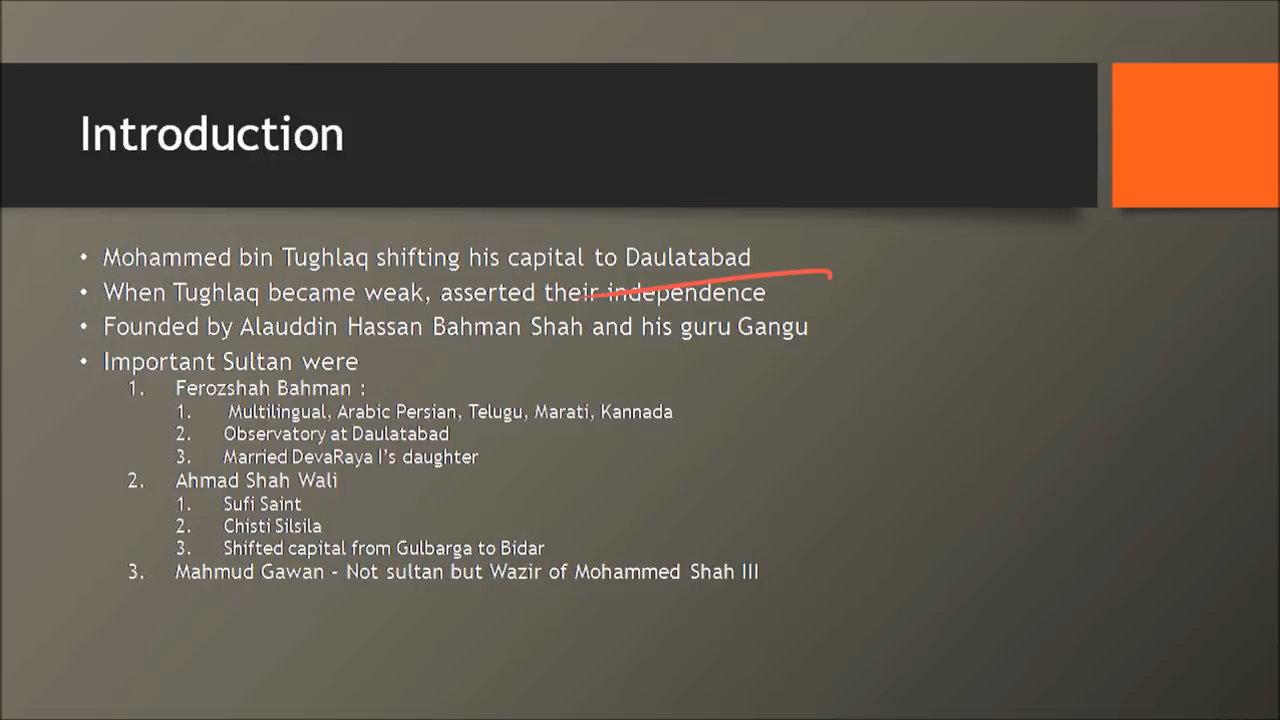 Introduction
• Mohammed bin Tughlaq shifting his capital to Daulatabad
• When Tughlaq became weak, asserted their independence
• Founded by Alauddin Hassan Bahman Shah and his guru Gangu
• Important Sultan were
1. Ferozshah Bahman :
1. Multilingual, Arabic Persian, Telugu, Marati, Kannada
2. Observatory at Daulatabad
3. Married DevaRaya I's daughter
2. Ahmad Shah Wali
1. Sufi Saint
2. Chisti Silsila
3. Shifted capital from Gulbarga to Bidar
3. Mahmud Gawan - Not sultan but Wazir of Mohammed Shah III